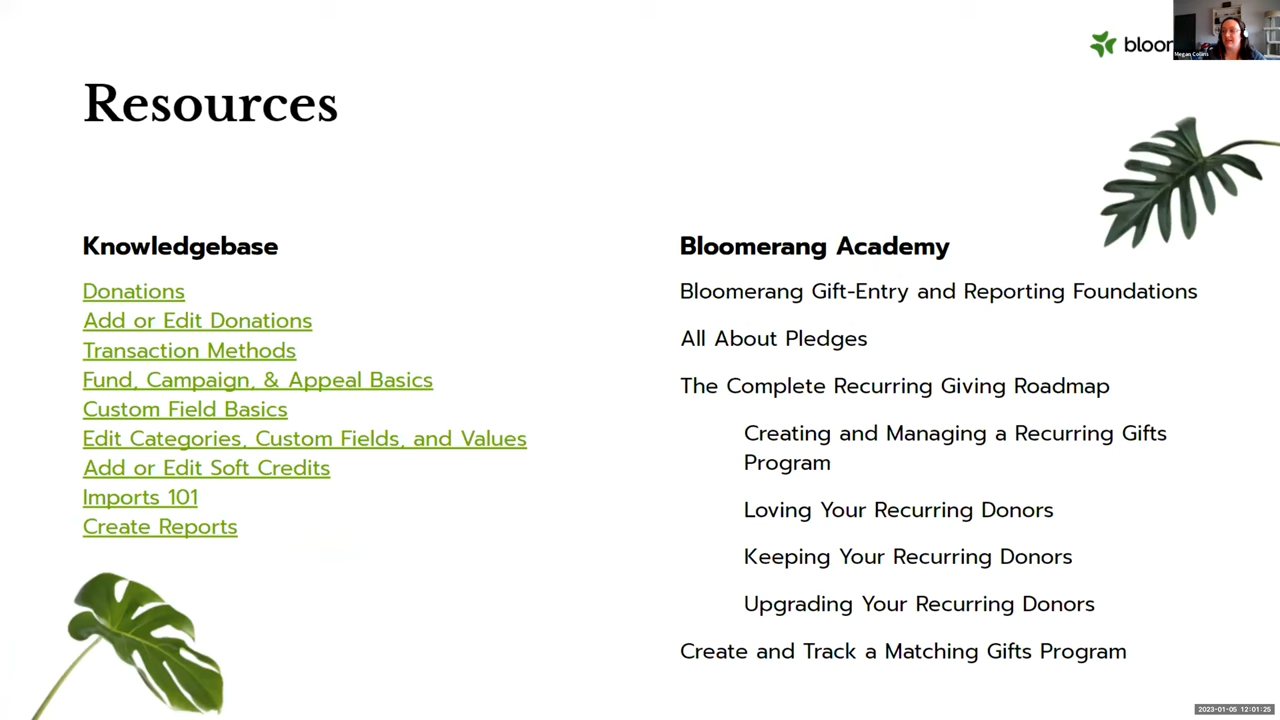 bloom
Megan Collins
Resources
Knowledgebase
Donations
Add or Edit Donations
Transaction Methods
Fund, Campaign, & Appeal Basics
Custom Field Basics
Edit Categories, Custom Fields, and Values
Add or Edit Soft Credits
Imports 101
Create Reports
Bloomerang Academy
Bloomerang Gift-Entry and Reporting Foundations
All About Pledges
The Complete Recurring Giving Roadmap
Creating and Managing a Recurring Gifts
Program
Loving Your Recurring Donors
Keeping Your Recurring Donors
Upgrading Your Recurring Donors
Create and Track a Matching Gifts Program
2023-01-05 12:01:25